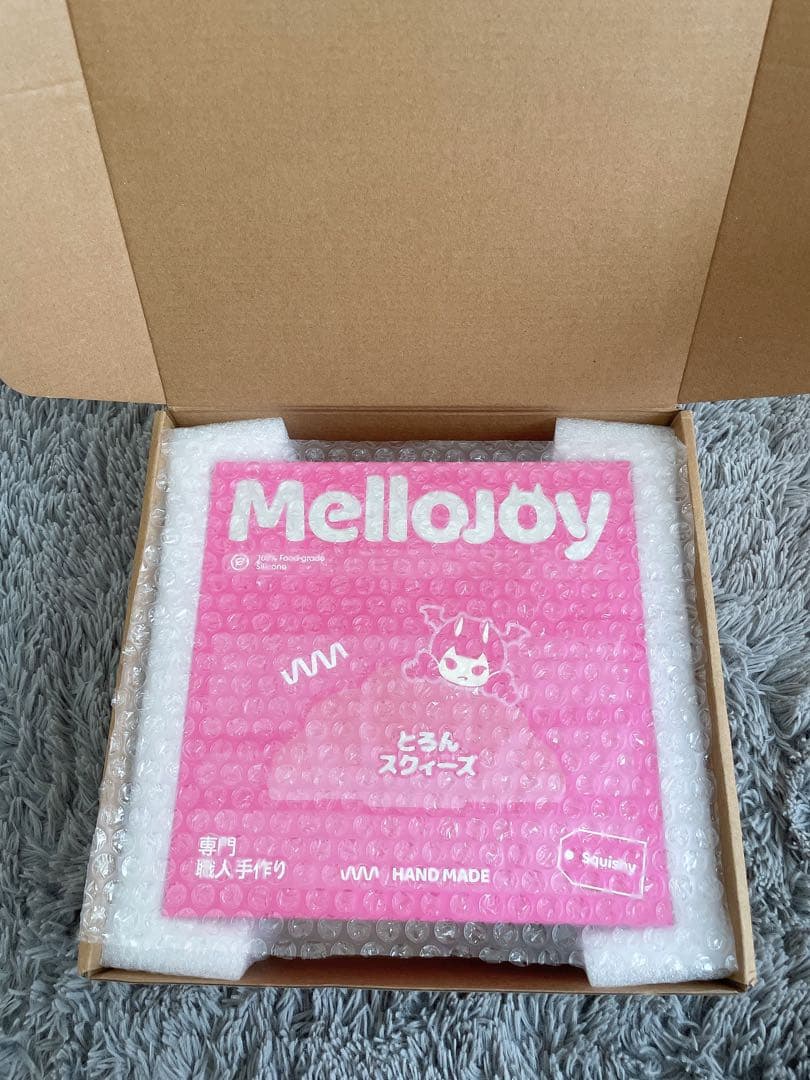 MelloJoy
100% Food-grade
Silicone
とろん
スクィーズ
専門
職人 手作り
/ HAND MADE
Squishy